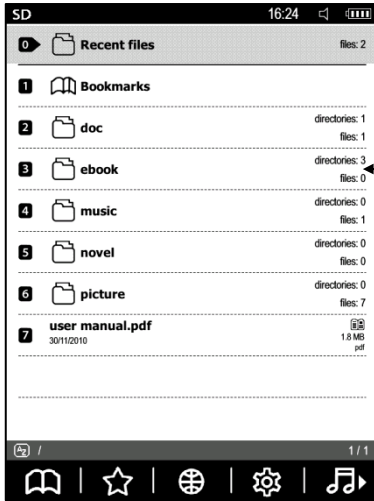 SD 16:24
0 Recent files files: 2
1 Bookmarks
2 doc directories: 1
files: 1
3 ebook directories: 3
files: 0
4 music directories: 0
files: 1
5 novel directories: 0
files: 0
6 picture directories: 0
files: 7
7 user manual.pdf
30/11/2010 1.8 MB
pdf
AZ / 1/1